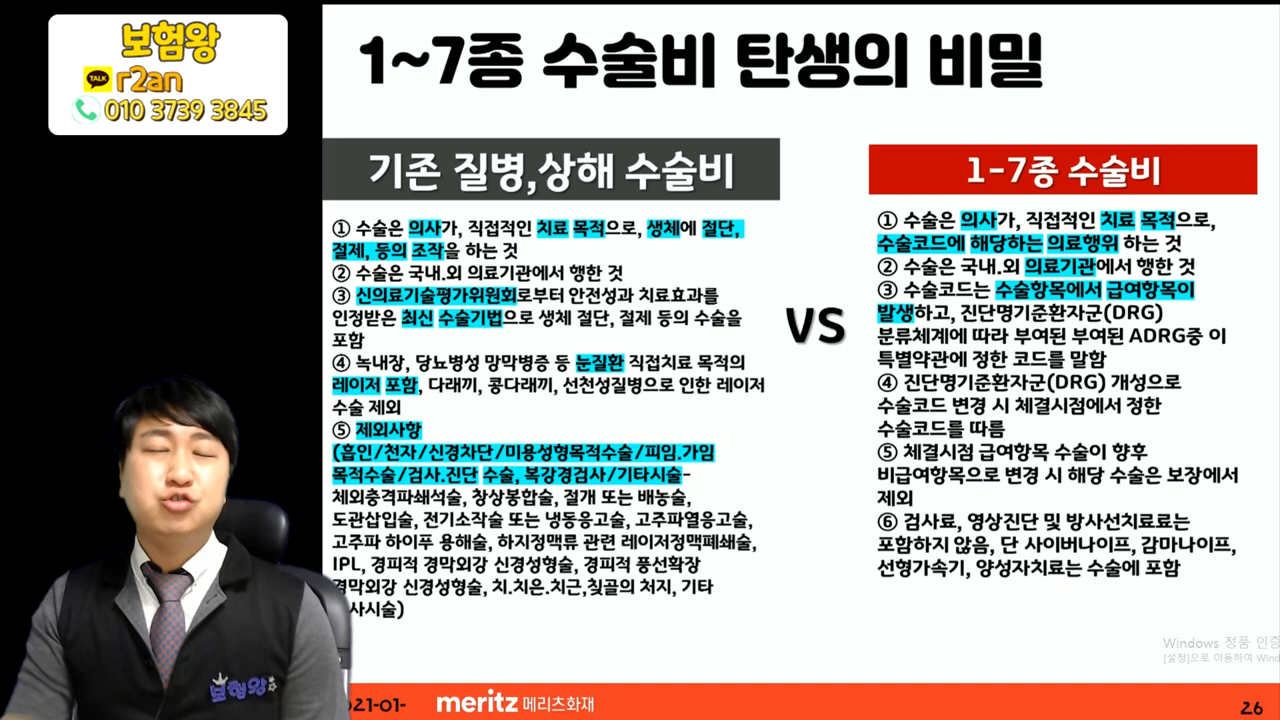 보험왕
TALK r2an
010 3739 3845
1~7종 수술비 탄생의 비밀
기존 질병,상해 수술비
① 수술은 의사가, 직접적인 치료 목적으로, 생체에 절단,
절제, 등의 조작을 하는 것
② 수술은 국내.외 의료기관에서 행한 것
③ 신의료기술평가위원회로부터 안전성과 치료효과를
인정받은 최신 수술기법으로 생체 절단, 절제 등의 수술을
포함
④ 녹내장, 당뇨병성 망막병증 등 눈질환 직접치료 목적의
레이저 포함, 다래끼, 콩다래끼, 선천성질병으로 인한 레이저
수술 제외
⑤ 제외사항
(흡인/천자/신경차단/미용성형목적수술/피임.가임
목적수술/검사.진단 수술, 복강경검사/기타시술-
체외충격파쇄석술, 창상봉합술, 절개 또는 배농술,
도관삽입술, 전기소작술 또는 냉동응고술, 고주파열응고술,
고주파 하이푸 용해술, 하지정맥류 관련 레이저정맥폐쇄술,
IPL, 경피적 경막외강 신경성형술, 경피적 풍선확장
경막외강 신경성형술, 치.치은.치근,칮골의 처지, 기타
사시술)
VS
1-7종 수술비
① 수술은 의사가, 직접적인 치료 목적으로,
수술코드에 해당하는 의료행위 하는 것
② 수술은 국내.외 의료기관에서 행한 것
③ 수술코드는 수술항목에서 급여항목이
발생하고, 진단명기준환자군(DRG)
분류체계에 따라 부여된 부여된 ADRG중 이
특별약관에 정한 코드를 말함
④ 진단명기준환자군(DRG) 개성으로
수술코드 변경 시 체결시점에서 정한
수술코드를 따름
⑤ 체결시점 급여항목 수술이 향후
비급여항목으로 변경 시 해당 수술은 보장에서
제외
⑥ 검사료, 영상진단 및 방사선치료료는
포함하지 않음, 단 사이버나이프, 감마나이프,
선형가속기, 양성자치료는 수술에 포함
Windows 정품 인증
[설정]으로 이동하여 Wind
보험왕
021-01-
meritz 메리츠화재
26